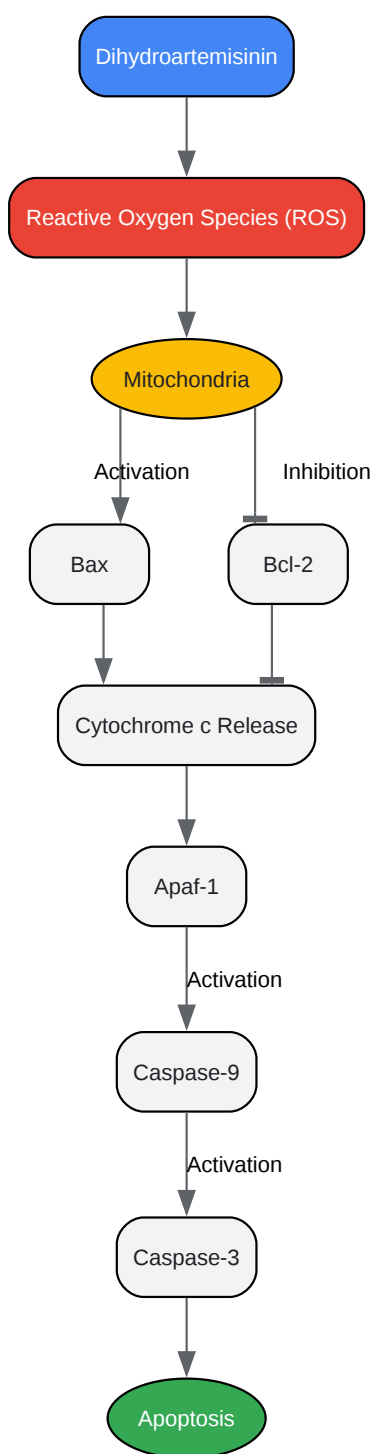 Dihydroartemisinin
Reactive Oxygen Species (ROS)
Mitochondria
Activation
Inhibition
Bax
Bcl-2
Cytochrome c Release
Apaf-1
Activation
Caspase-9
Activation
Caspase-3
Apoptosis